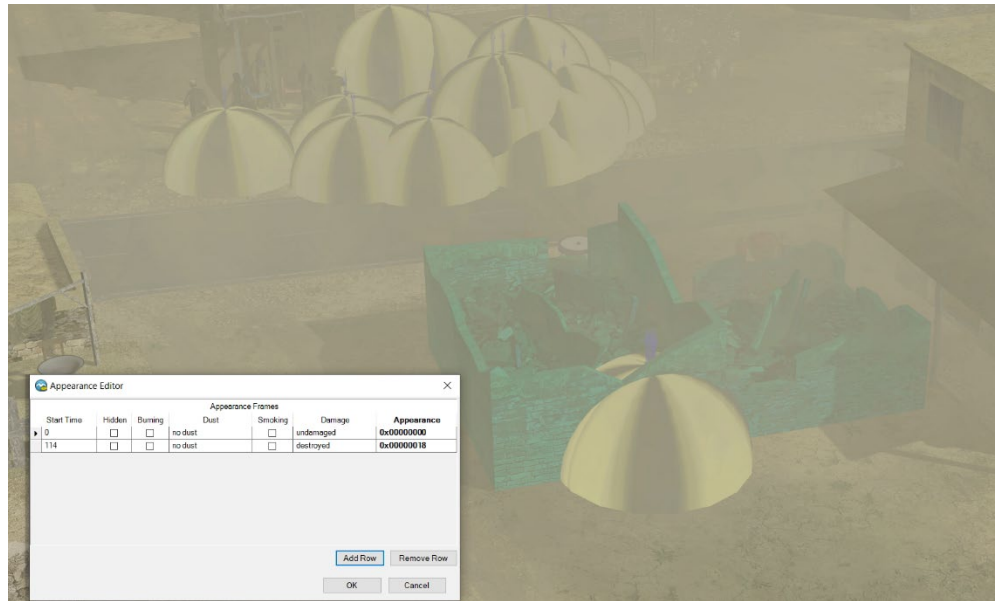 Appearance Editor
Appearance Frames
Start Time Hidden Burning Dust Smoking Damage Appearance
0 no dust undamaged 0x00000000
114 no dust destroyed 0x00000018
Add Row Remove Row
OK Cancel